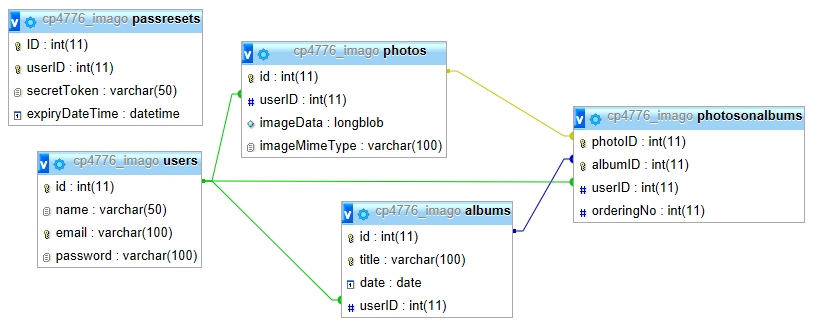 cp4776_imago passresets
ID : int(11)
userID : int(11)
secretToken : varchar(50)
expiryDateTime : datetime
cp4776_imago photos
id : int(11)
userID : int(11)
imageData : longblob
imageMimeType : varchar(100)
cp4776_imago photosonalbums
photoID : int(11)
albumID : int(11)
userID : int(11)
orderingNo : int(11)
cp4776_imago users
id : int(11)
name : varchar(50)
email : varchar(100)
password : varchar(100)
cp4776_imago albums
id : int(11)
title : varchar(100)
date : date
userID : int(11)